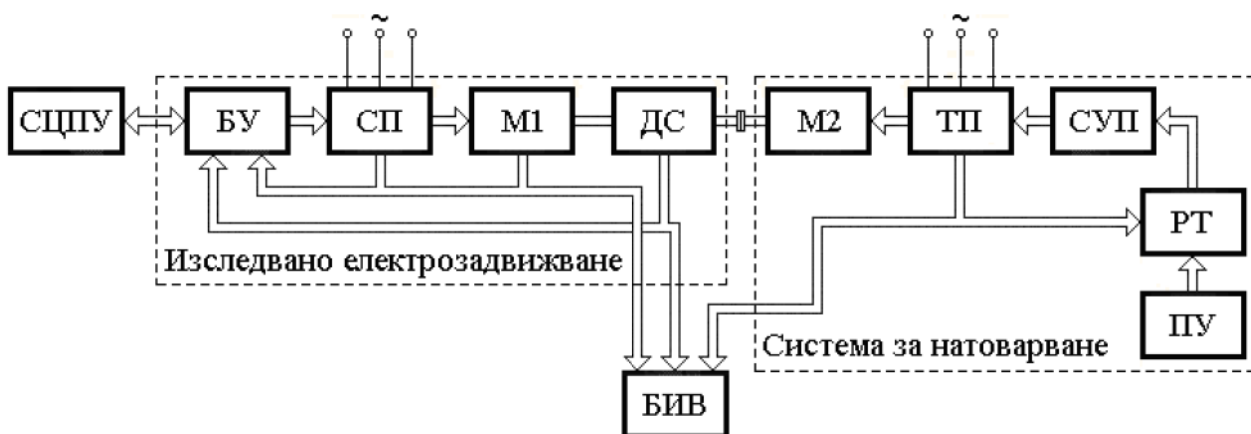 ~ ~
СЦПУ БУ СП М1 ДС М2 ТП СУП
РТ
Изследвано електрозадвижване
ПУ
Система за натоварване
БИВ